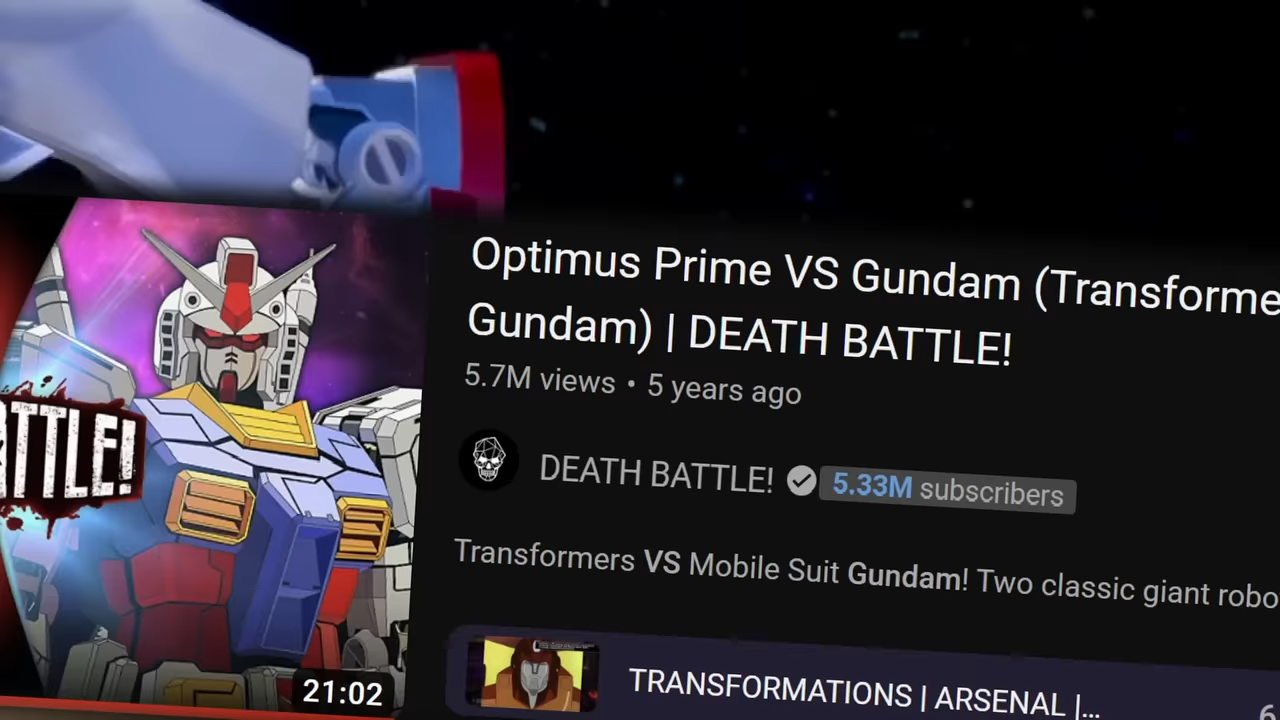 Optimus Prime VS Gundam (Transforme
Gundam) | DEATH BATTLE!
5.7M views • 5 years ago
DEATH BATTLE! 5.33M subscribers
Transformers VS Mobile Suit Gundam! Two classic giant robo
TRANSFORMATIONS | ARSENAL |...
ATTLE!
21:02